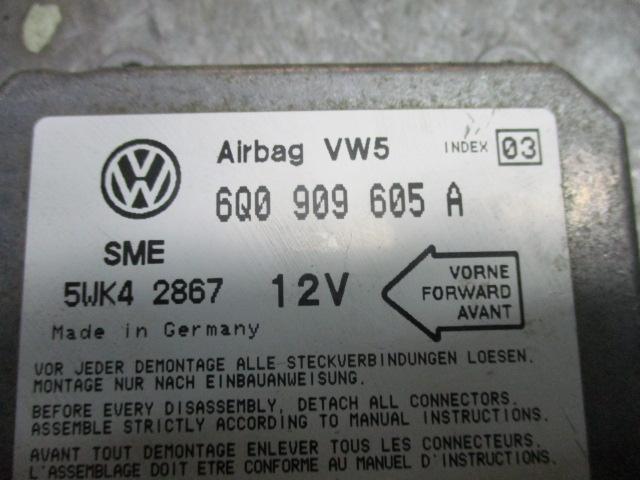 Airbag VW5 INDEX 03
6Q0 909 605 A
SME
5WK4 2867 12V
VORNE
FORWARD
AVANT
Made in Germany
VOR JEDER DEMONTAGE ALLE STECKVERBINDUNGEN LOESEN.
MONTAGE NUR NACH EINBAUANWEISUNG.
BEFORE EVERY DISASSEMBLY, DETACH ALL CONNECTORS.
ASSEMBLE STRICTLY ACCORDING TO MANUAL INSTRUCTIONS.
AVANT TOUT DEMONTAGE ENLEVER TOUS LES CONNECTEURS.
L'ASSEMBLAGE DOIT ETRE CONFORME AU MANUEL D'INSTRUCTIONS.